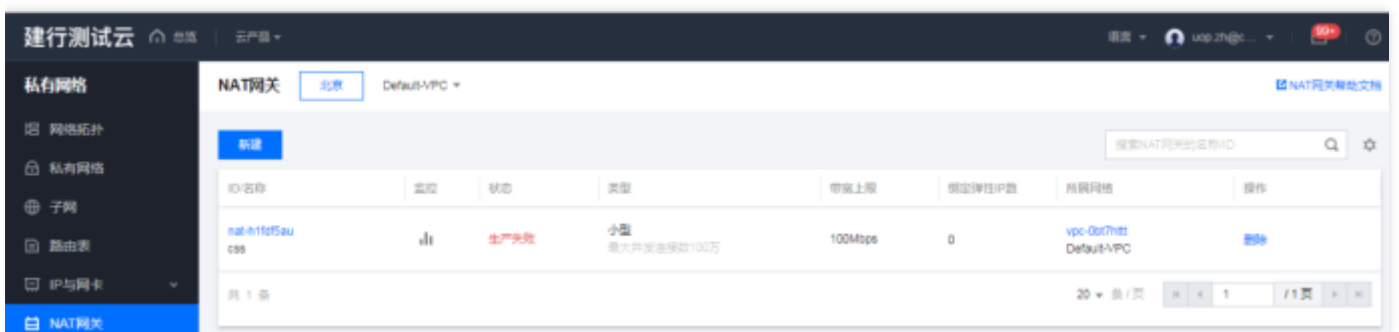 建行测试云 总览 云产品 语言 uop.zh@c... 99+
私有网络
网络拓扑
私有网络
子网
路由表
IP与网卡
NAT网关
NAT网关 北京 Default-VPC NAT网关帮助文档
新建 搜索NAT网关的名称/ID
ID/名称 监控 状态 类型 带宽上限 绑定弹性IP数 所属网络 操作
nat-h1fdf5au 生产失败 小型 100Mbps 0 vpc-0bt7httt 删除
css 最大并发连接数100万 Default-VPC
共 1 条 20 条/页 1 /1页